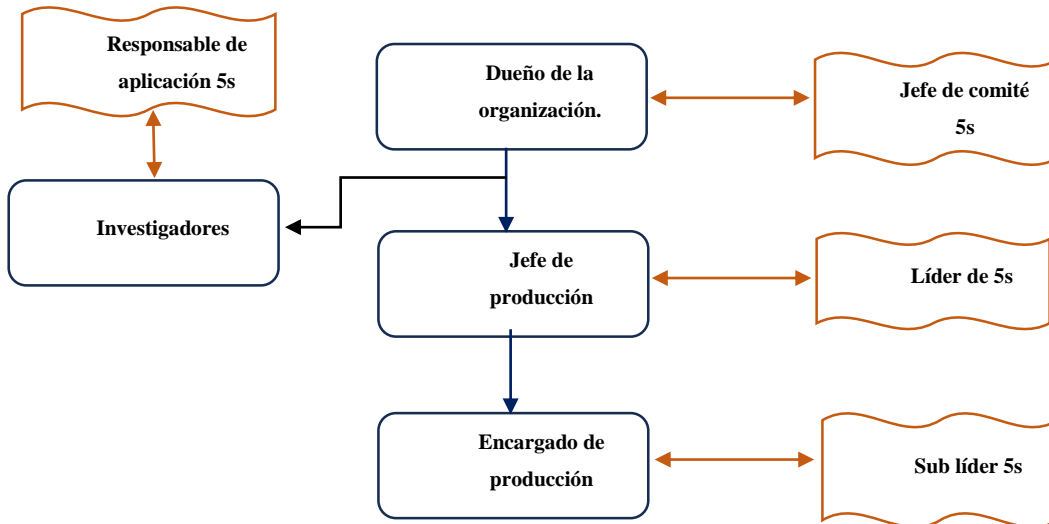 Responsable de
aplicación 5s
Dueño de la
organización.
Jefe de comité
5s
Investigadores
Jefe de
producción
Líder de 5s
Encargado de
producción
Sub líder 5s